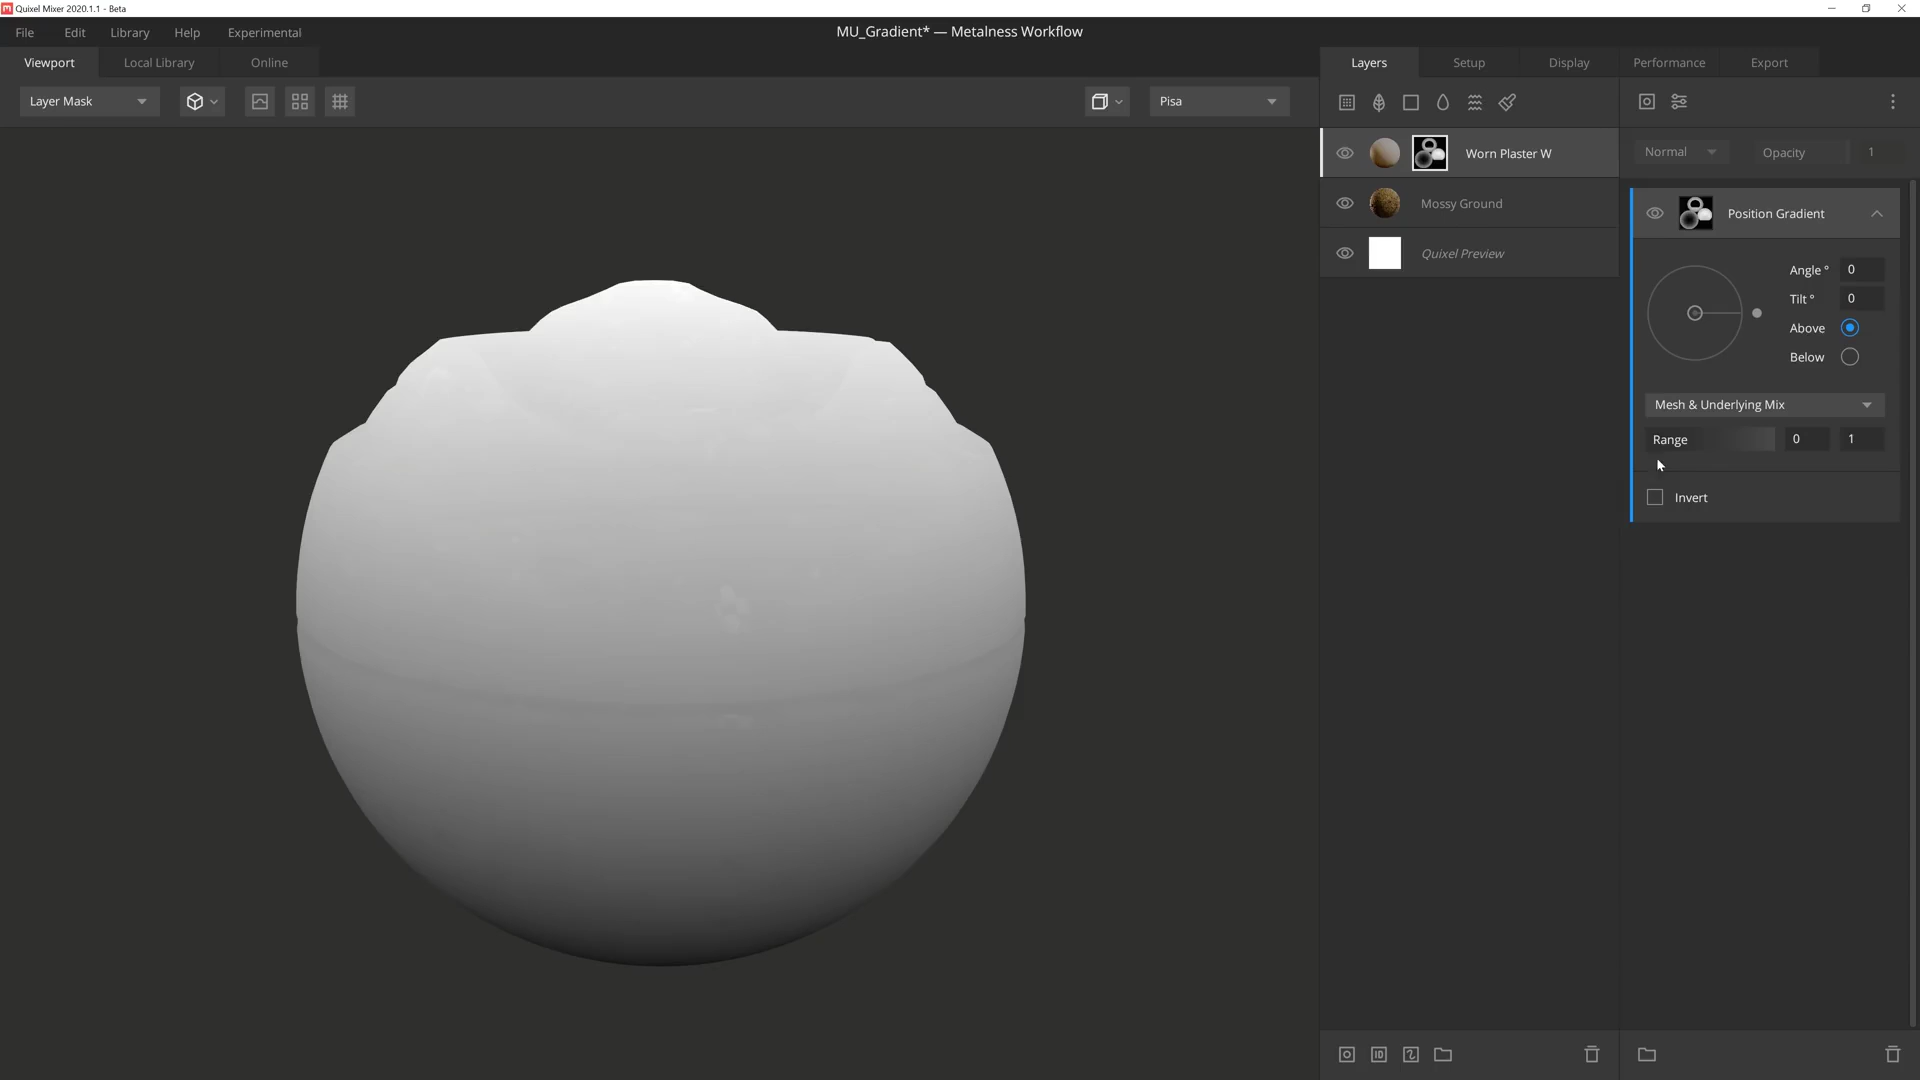 Quixel Mixer 2020.1.1 - Beta
File Edit Library Help Experimental
MU_Gradient* — Metalness Workflow
Viewport Local Library Online
Layers Setup Display Performance Export
Layer Mask
Pisa
Worn Plaster W
Normal Opacity 1
Mossy Ground
Position Gradient
Quixel Preview
Angle ° 0
Tilt ° 0
Above
Below
Mesh & Underlying Mix
Range 0 1
Invert
ID